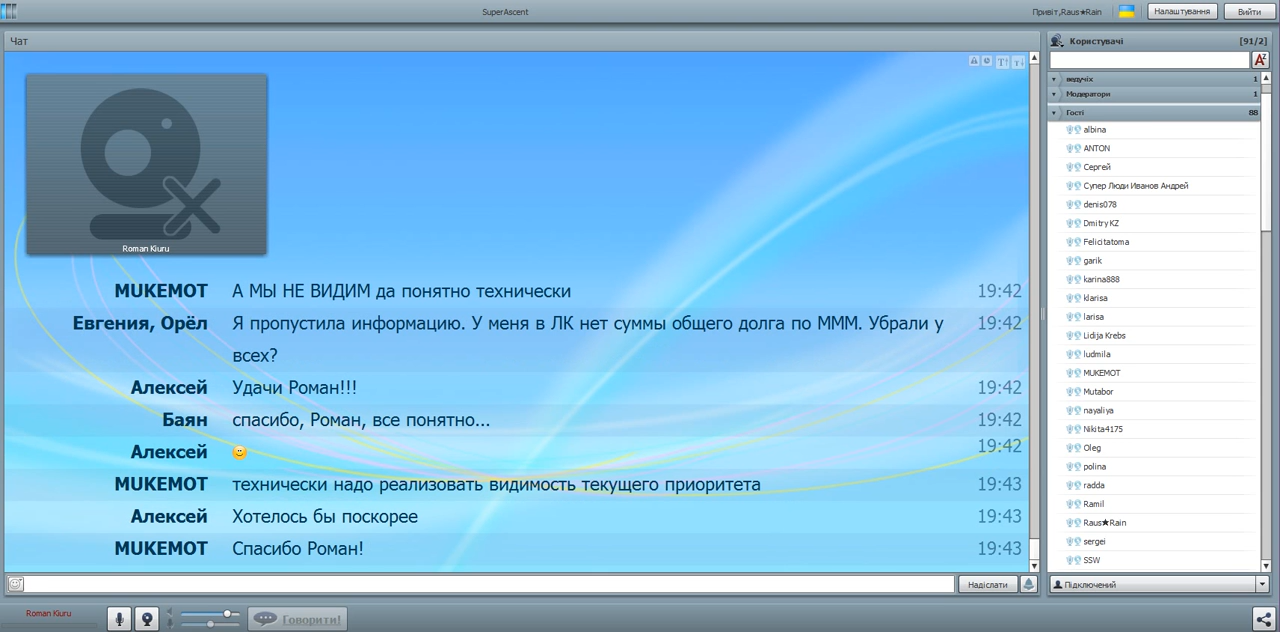 SuperAscent
Привіт,Raus★Rain
Налаштування
Вийти
Чат
Користувачі
[91/2]
ведучіх 1
Модератори 1
Гості 88
albina
ANTON
Сергей
Супер Люди Иванов Андрей
denis078
Dmitry KZ
Felicitatoma
garik
karina888
klarisa
larisa
Lidija Krebs
ludmila
MUKEMOT
Mutabor
nayaliya
Nikita4175
Oleg
polina
radda
Ramil
Raus★Rain
sergei
SSW
Підключений
Roman Kiuru
MUKEMOT А МЫ НЕ ВИДИМ да понятно технически 19:42
Евгения, Орёл Я пропустила информацию. У меня в ЛК нет суммы общего долга по МММ. Убрали у 19:42
всех?
Алексей Удачи Роман!!! 19:42
Баян спасибо, Роман, все понятно... 19:42
Алексей 19:42
MUKEMOT технически надо реализовать видимость текущего приоритета 19:43
Алексей Хотелось бы поскорее 19:43
MUKEMOT Спасибо Роман! 19:43
Надіслати
Roman Kiuru
Говорити!